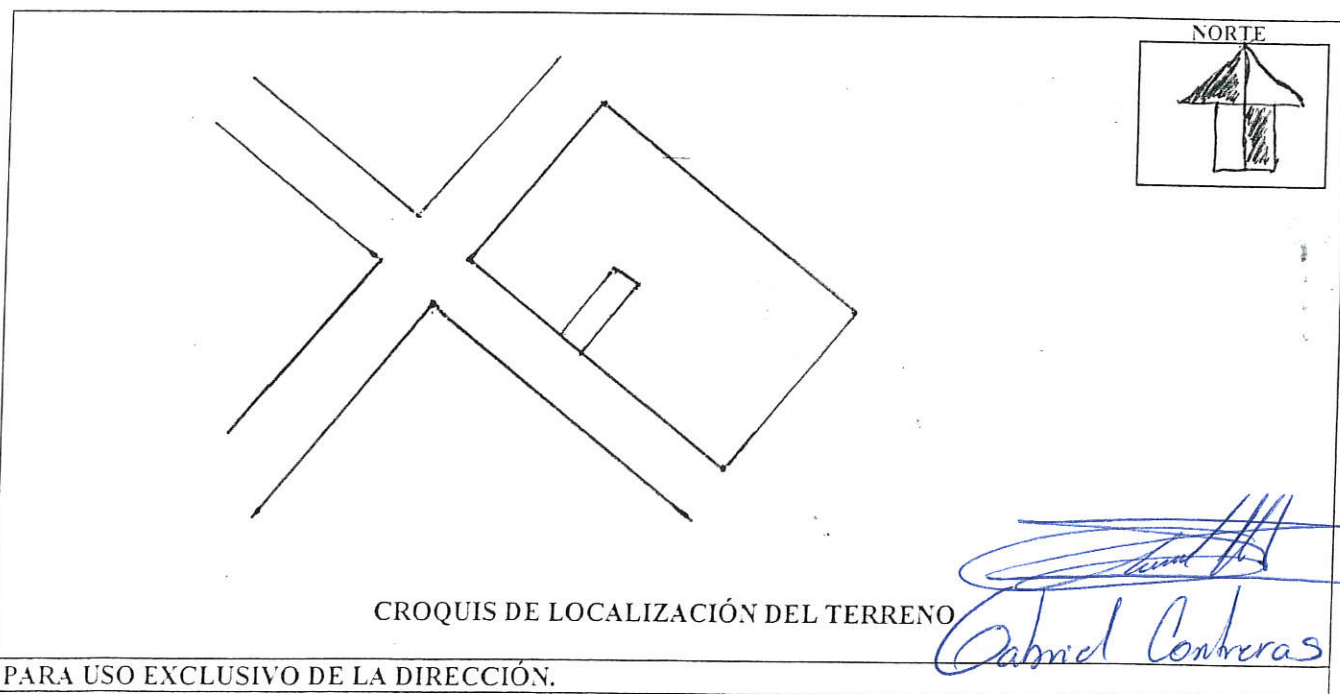 NORTE
CROQUIS DE LOCALIZACIÓN DEL TERRENO
Gabriel Contreras
PARA USO EXCLUSIVO DE LA DIRECCIÓN.